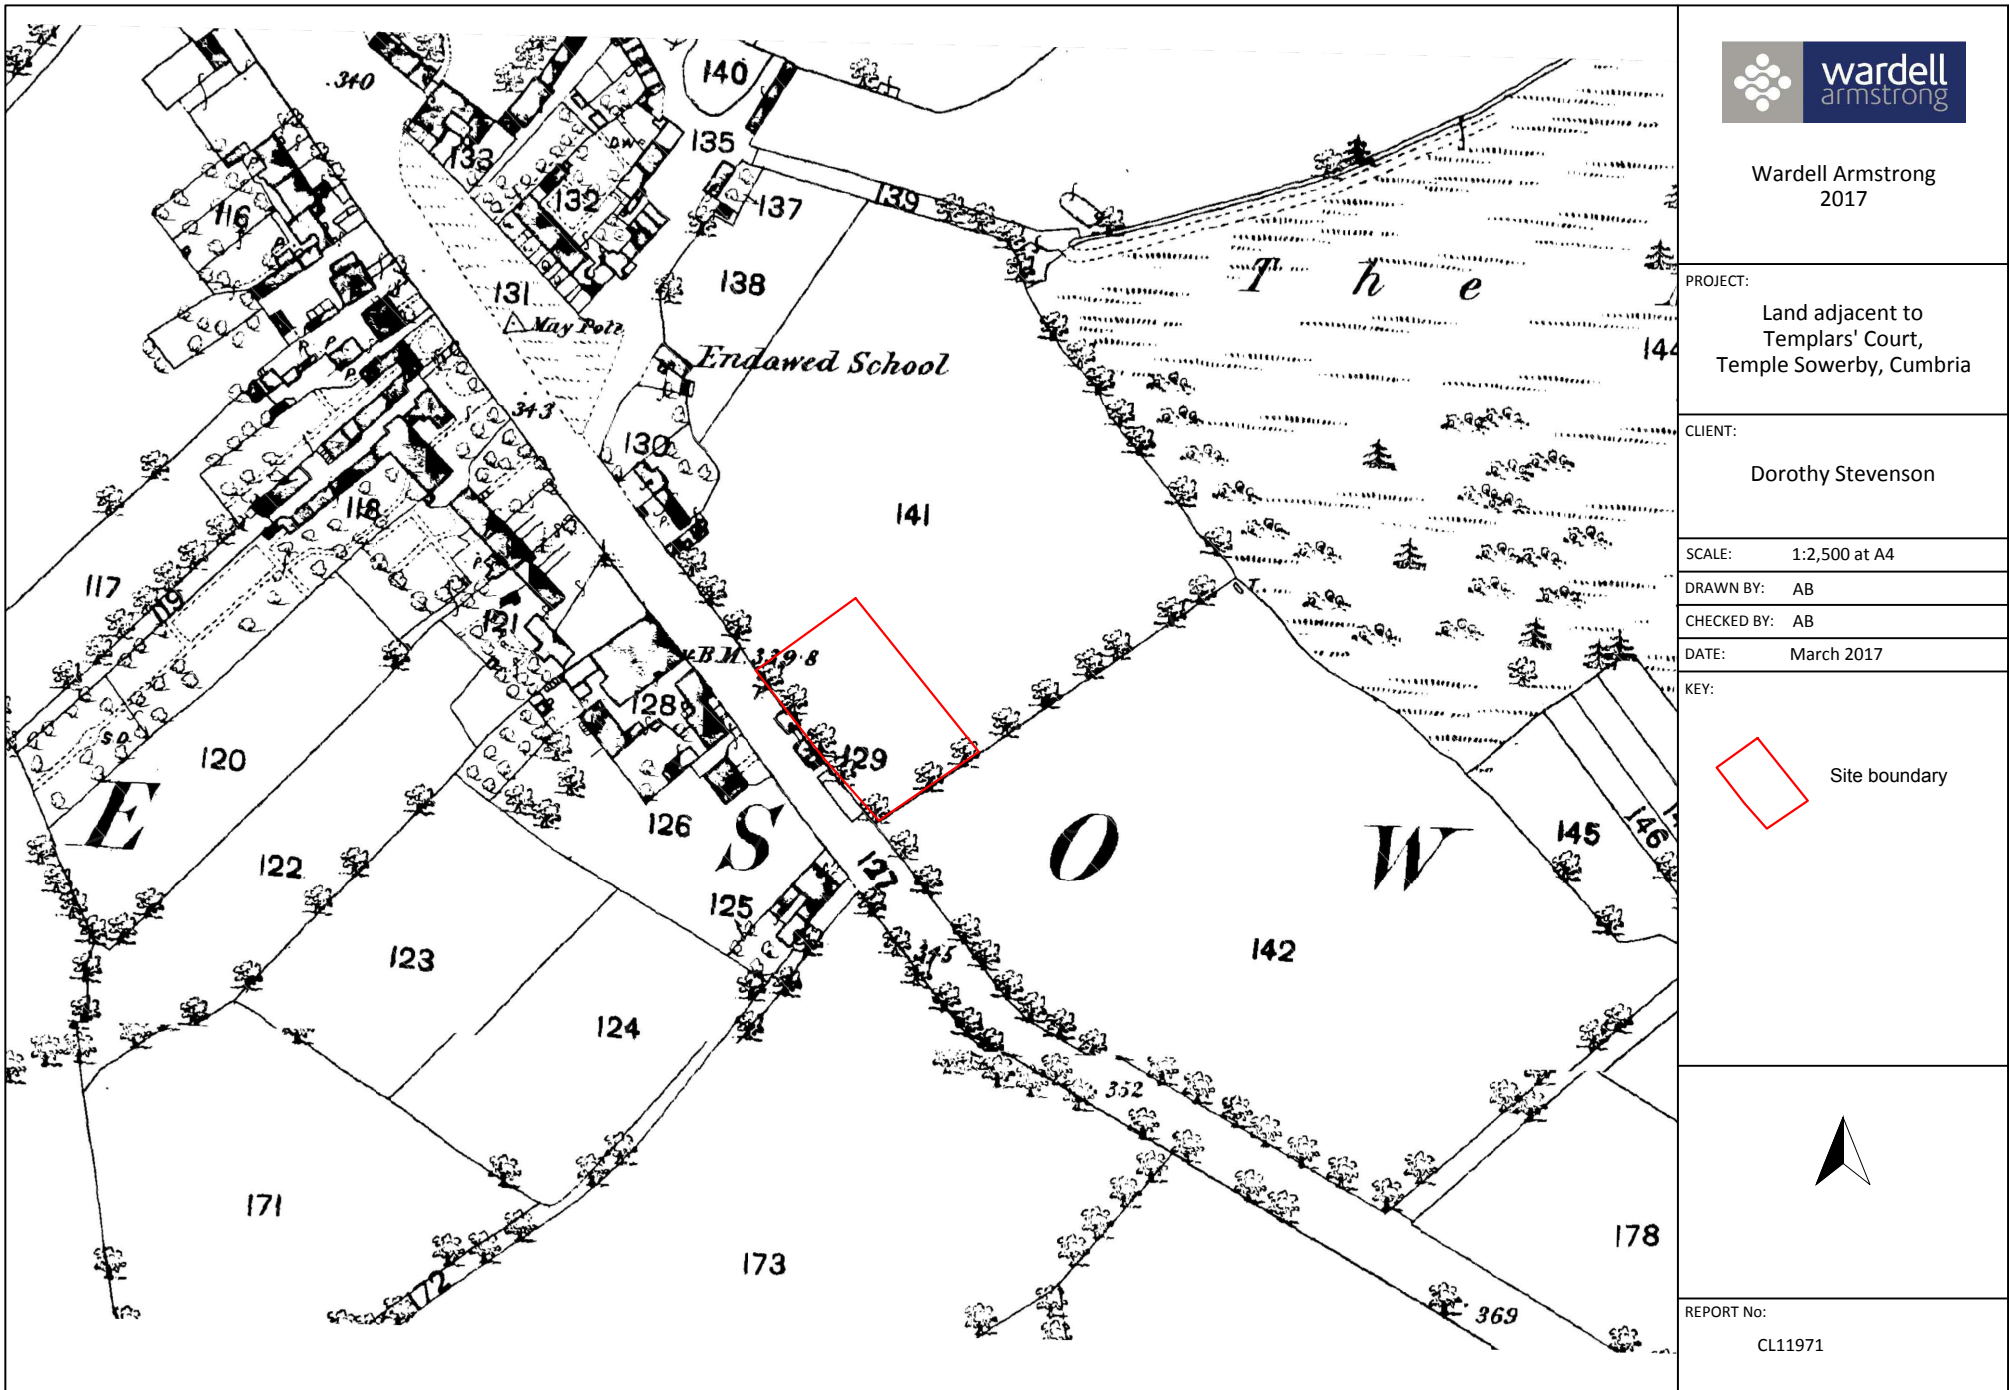 340
140
133
D.W.
135
132
139
137
116
138
131
The
May Pole
144
Endowed School
343
130
118
141
117
119
P.
T.
121
B.M. 339.8
128
129
S.D.
120
E
S
O
W
126
145
146
122
127
125
123
345
142
124
352
171
173
178
172
369
wardell
armstrong
Wardell Armstrong
2017
PROJECT:
Land adjacent to
Templars' Court,
Temple Sowerby, Cumbria
CLIENT:
Dorothy Stevenson
SCALE: 1:2,500 at A4
DRAWN BY: AB
CHECKED BY: AB
DATE: March 2017
KEY:
Site boundary
REPORT No:
CL11971